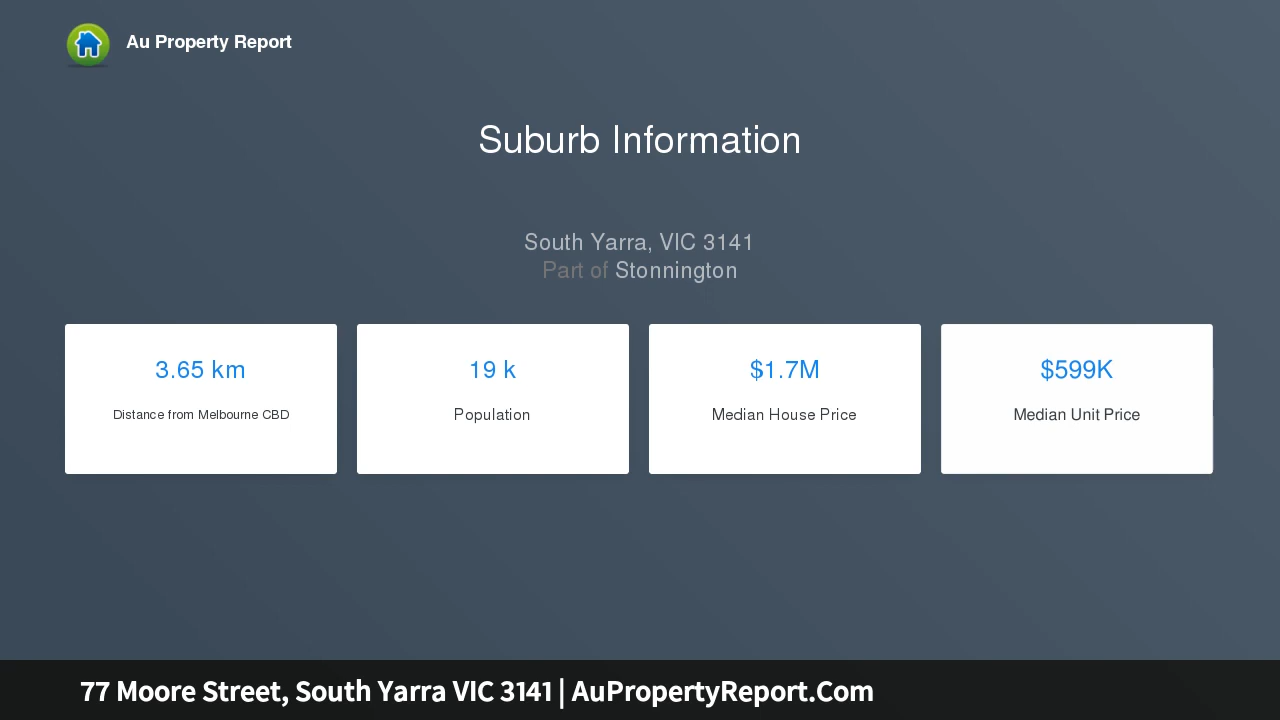 Au Property Report
Suburb Information
South Yarra, VIC 3141
Part of Stonnington
3.65 km
Distance from Melbourne CBD
19 k
Population
$1.7M
Median House Price
$599K
Median Unit Price
77 Moore Street, South Yarra VIC 3141 | AuPropertyReport.Com